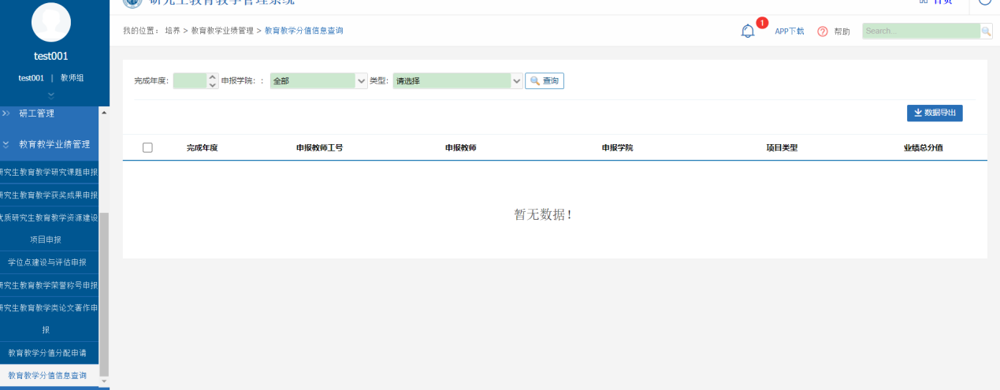 研究生教育教学管理系统
首页
test001
test001 | 教师组
研工管理
教育教学业绩管理
研究生教育教学研究课题申报
研究生教育教学获奖成果申报
优质研究生教育教学资源建设
项目申报
学位点建设与评估申报
研究生教育教学荣誉称号申报
研究生教育教学类论文著作申
报
教育教学分值分配申请
教育教学分值信息查询
我的位置： 培养 > 教育教学业绩管理 > 教育教学分值信息查询
1
APP下载
帮助
Search...
完成年度: 申报学院: : 全部 类型: 请选择 查询
数据导出
完成年度 申报教师工号 申报教师 申报学院 项目类型 业绩总分值
暂无数据！